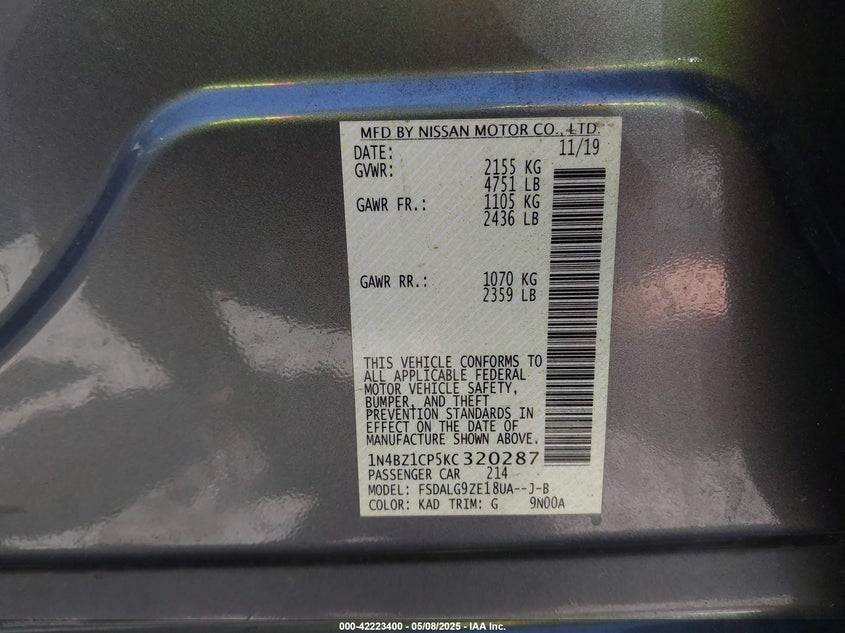 MFD BY NISSAN MOTOR CO., LTD.
DATE: 11/19
GVWR: 2155 KG
4751 LB
GAWR FR.: 1105 KG
2436 LB
GAWR RR.: 1070 KG
2359 LB
THIS VEHICLE CONFORMS TO
ALL APPLICABLE FEDERAL
MOTOR VEHICLE SAFETY,
BUMPER, AND THEFT
PREVENTION STANDARDS IN
EFFECT ON THE DATE OF
MANUFACTURE SHOWN ABOVE.
1N4BZ1CP5KC320287
PASSENGER CAR 214
MODEL: FSDALG9ZE18UA--J-B
COLOR: KAD TRIM: G 9N00A
000-42223400 - 05/08/2025 - IAA Inc.